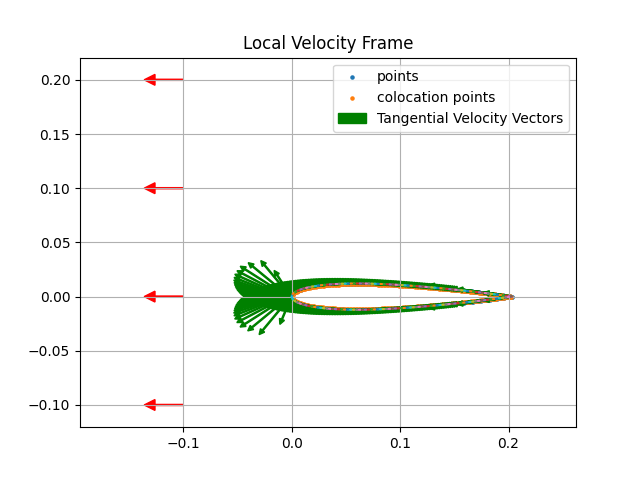 Local Velocity Frame
points
colocation points
Tangential Velocity Vectors
0.20
0.15
0.10
0.05
0.00
−0.05
−0.10
−0.1 0.0 0.1 0.2